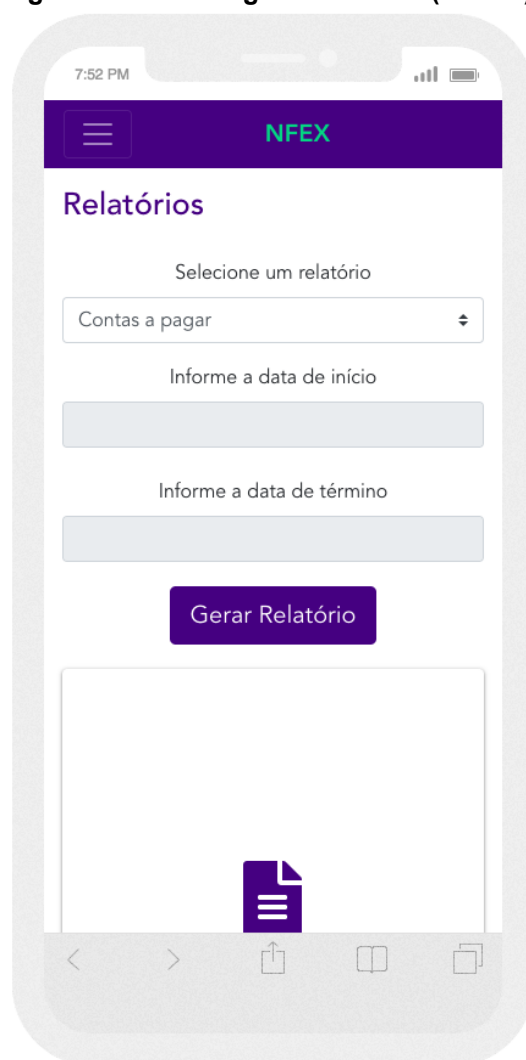 7:52 PM
NFEX
Relatórios
Selecione um relatório
Contas a pagar
Informe a data de início
Informe a data de término
Gerar Relatório